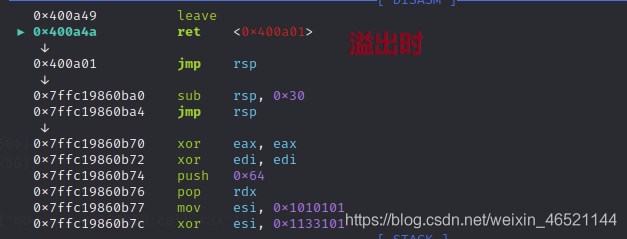 [ DISASM ]
0×400a49 leave
► 0×400a4a ret <0×400a01>
↓
0×400a01 jmp rsp
↓
0×7ffc19860ba0 sub rsp, 0×30
0×7ffc19860ba4 jmp rsp
↓
0×7ffc19860b70 xor eax, eax
0×7ffc19860b72 xor edi, edi
0×7ffc19860b74 push 0×64
0×7ffc19860b76 pop rdx
0×7ffc19860b77 mov esi, 0×1010101
0×7ffc19860b7c xor esi, 0×1133101
[ STACK ]
溢出时
https://blog.csdn.net/weixin_46521144